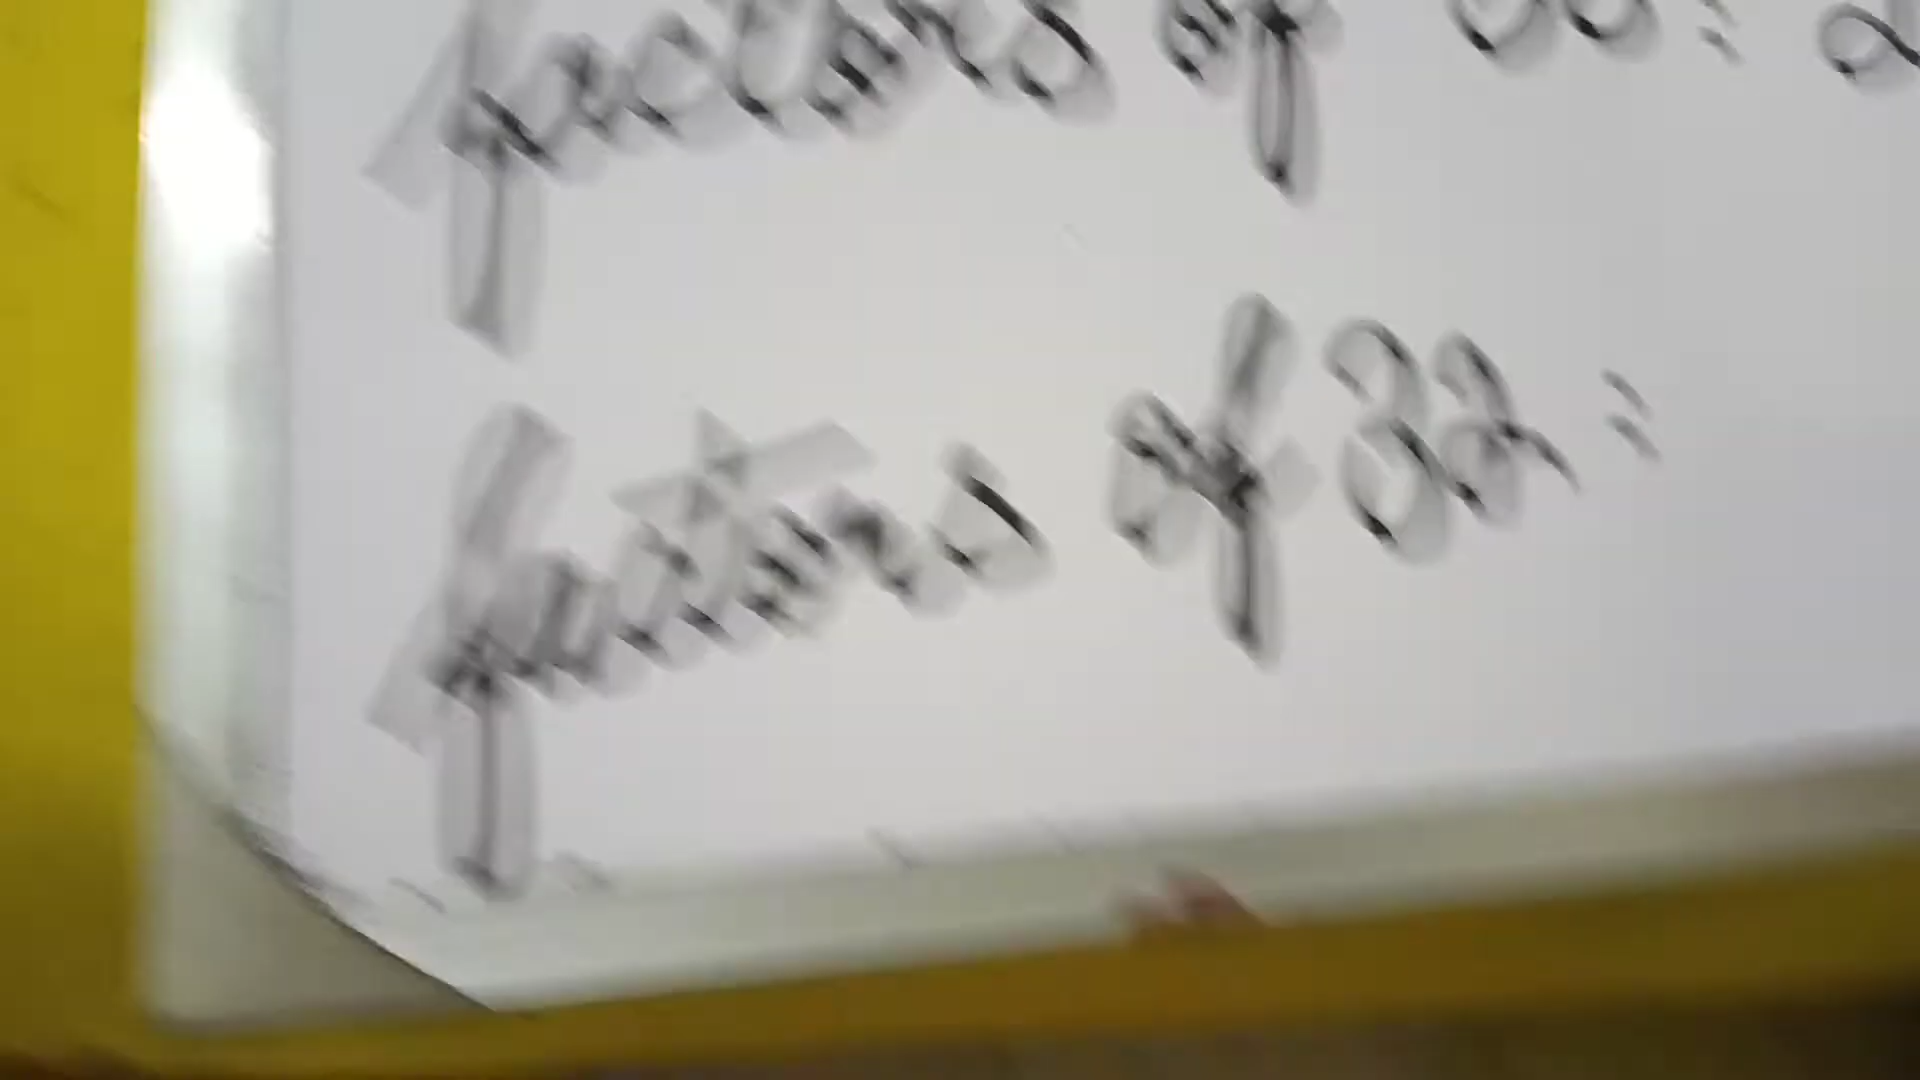 factors of
factors of 32 =